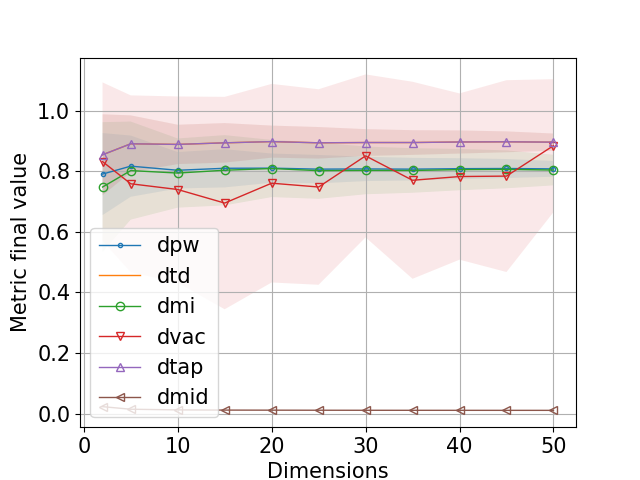 1.0
0.8
0.6
0.4
0.2
0.0
Metric final value
dpw
dtd
dmi
dvac
dtap
dmid
0 10 20 30 40 50
Dimensions